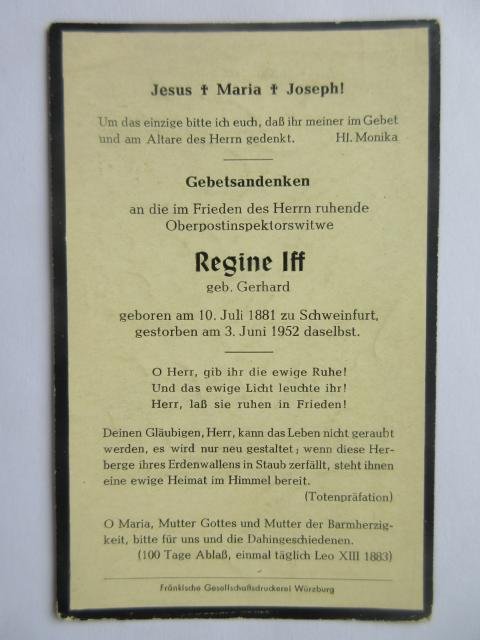 Jesus ✝ Maria ✝ Joseph!
Um das einzige bitte ich euch, daß ihr meiner im Gebet
und am Altare des Herrn gedenkt. Hl. Monika
Gebetsandenken
an die im Frieden des Herrn ruhende
Oberpostinspektorswitwe
Regine Iff
geb. Gerhard
geboren am 10. Juli 1881 zu Schweinfurt,
gestorben am 3. Juni 1952 daselbst.
O Herr, gib ihr die ewige Ruhe!
Und das ewige Licht leuchte ihr!
Herr, laß sie ruhen in Frieden!
Deinen Gläubigen, Herr, kann das Leben nicht geraubt
werden, es wird nur neu gestaltet; wenn diese Her-
berge ihres Erdenwallens in Staub zerfällt, steht ihnen
eine ewige Heimat im Himmel bereit.
(Totenpräfation)
O Maria, Mutter Gottes und Mutter der Barmherzig-
keit, bitte für uns und die Dahingeschiedenen.
(100 Tage Ablaß, einmal täglich Leo XIII 1883)
Fränkische Gesellschaftsdruckerei Würzburg